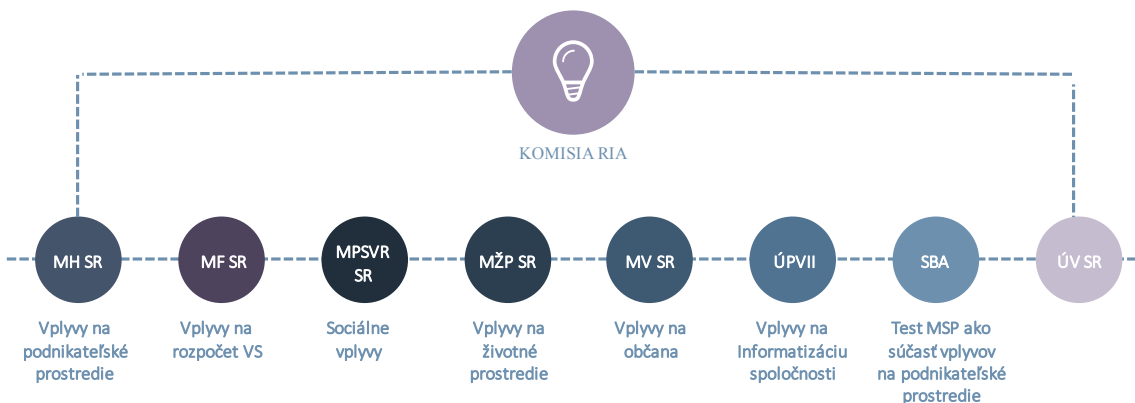 KOMISIA RIA
MH SR
MF SR
MPSVR
SR
MŽP SR
MV SR
ÚPVII
SBA
ÚV SR
Vplyvy na
podnikateľské
prostredie
Vplyvy na
rozpočet VS
Sociálne
vplyvy
Vplyvy na
životné
prostredie
Vplyvy na
občana
Vplyvy na
Informatizáciu
spoločnosti
Test MSP ako
súčasť vplyvov
na podnikateľské
prostredie